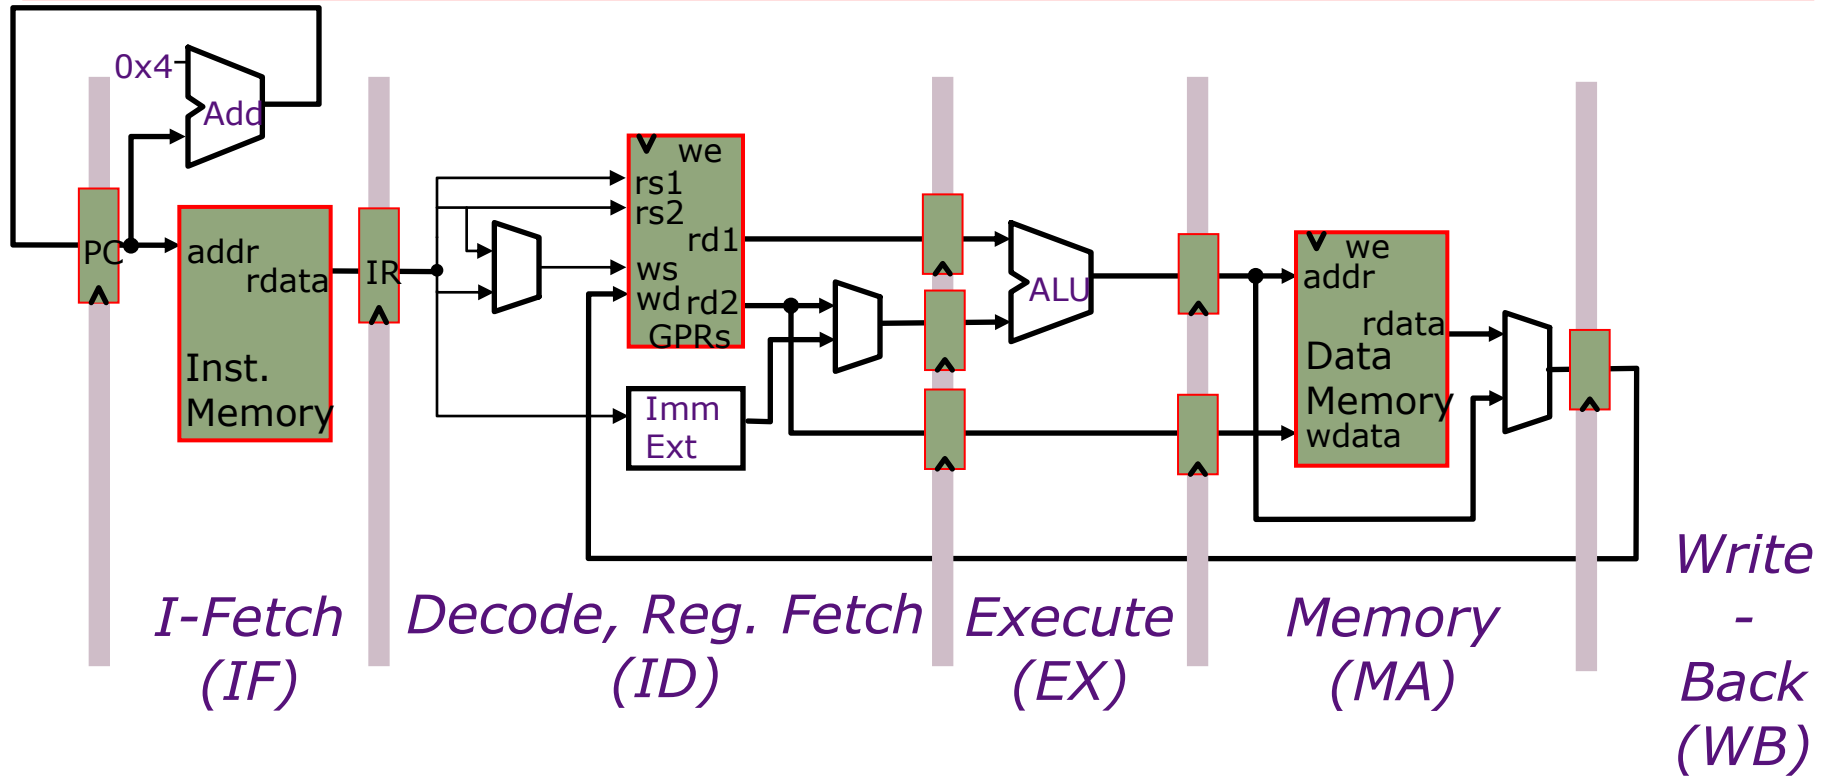 0x4
Add
PC
addr
rdata
Inst.
Memory
IR
we
rs1
rs2
rd1
ws
wd
rd2
GPRs
Imm
Ext
ALU
we
addr
rdata
Data
Memory
wdata
I-Fetch
(IF)
Decode, Reg. Fetch
(ID)
Execute
(EX)
Memory
(MA)
Write
-
Back
(WB)